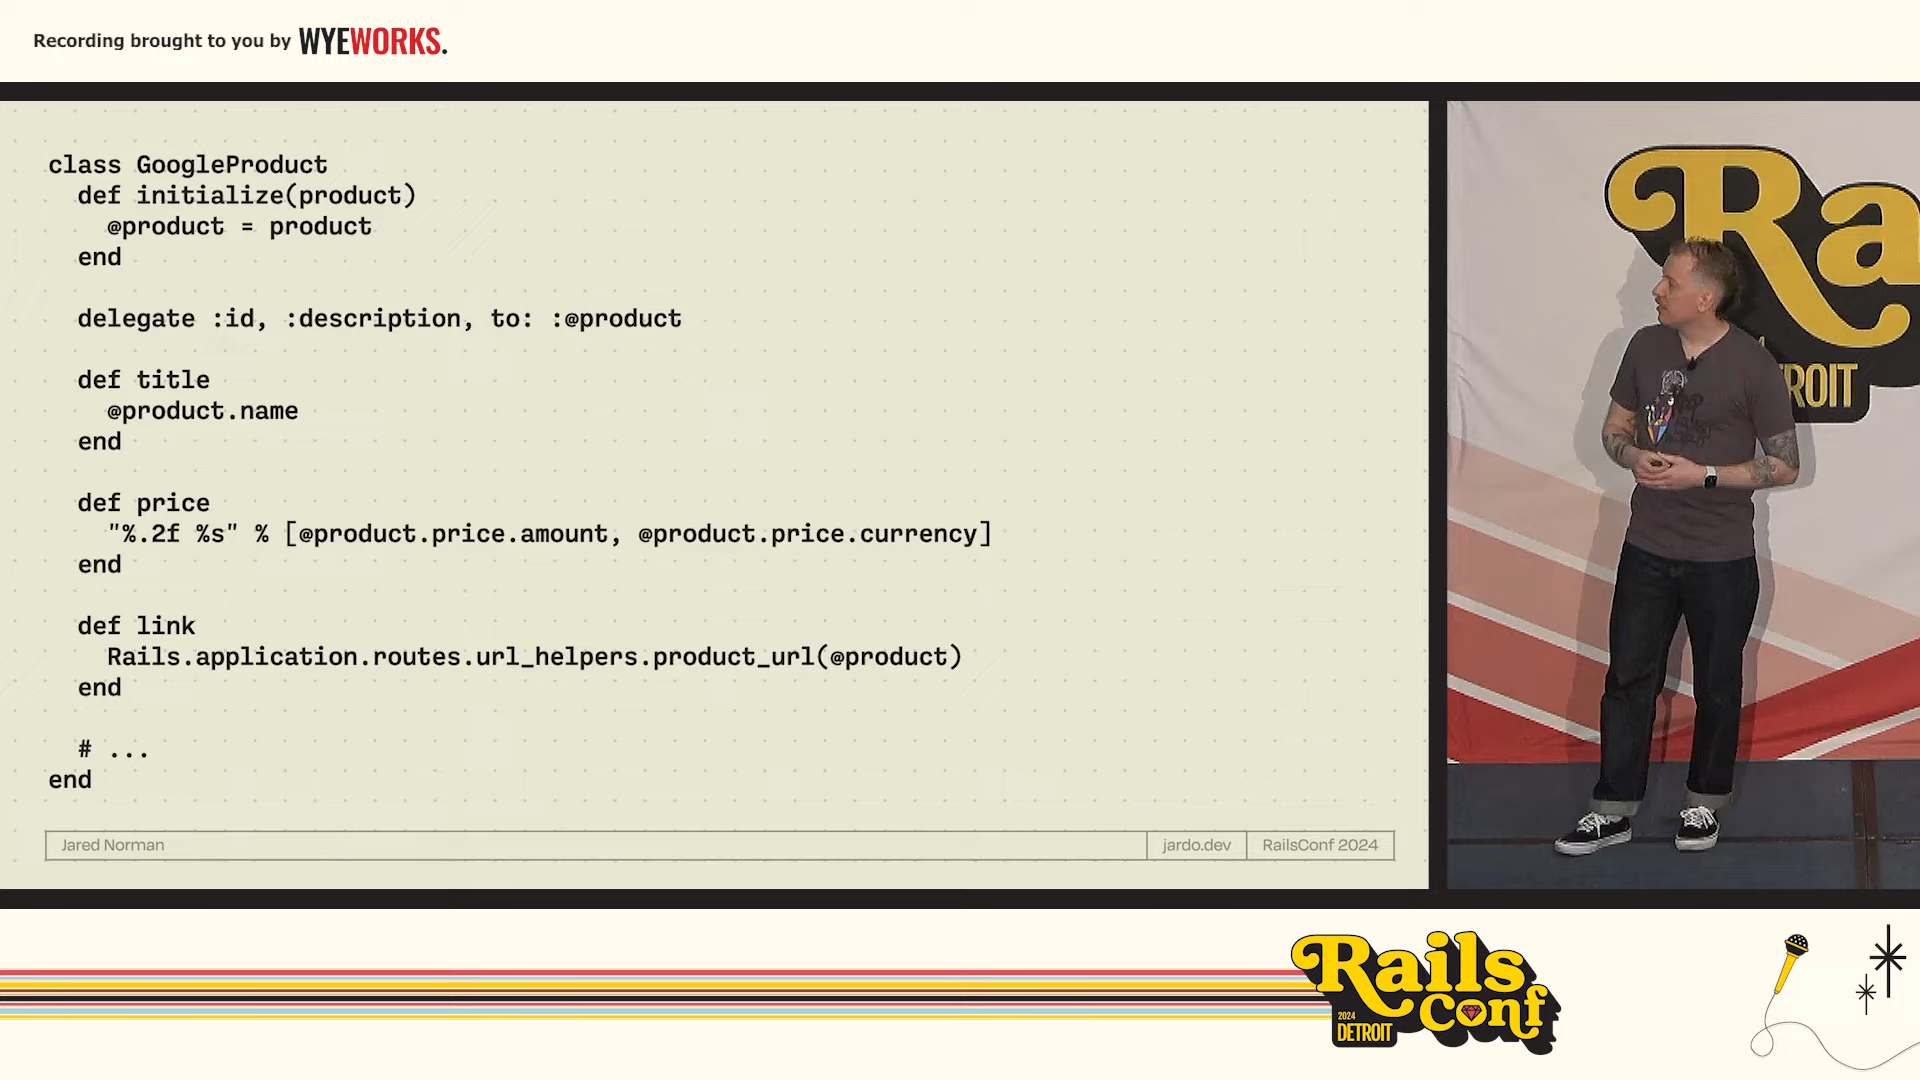 Recording brought to you by WYEWORKS.
class GoogleProduct
  def initialize(product)
    @product = product
  end
  delegate :id, :description, to: :@product
  def title
    @product.name
  end
  def price
    "%.2f %s" % [@product.price.amount, @product.price.currency]
  end
  def link
    Rails.application.routes.url_helpers.product_url(@product)
  end
  # ...
end
Jared Norman
jardo.dev
RailsConf 2024
Ra
ROIT
Rails
Conf
2024
DETROIT